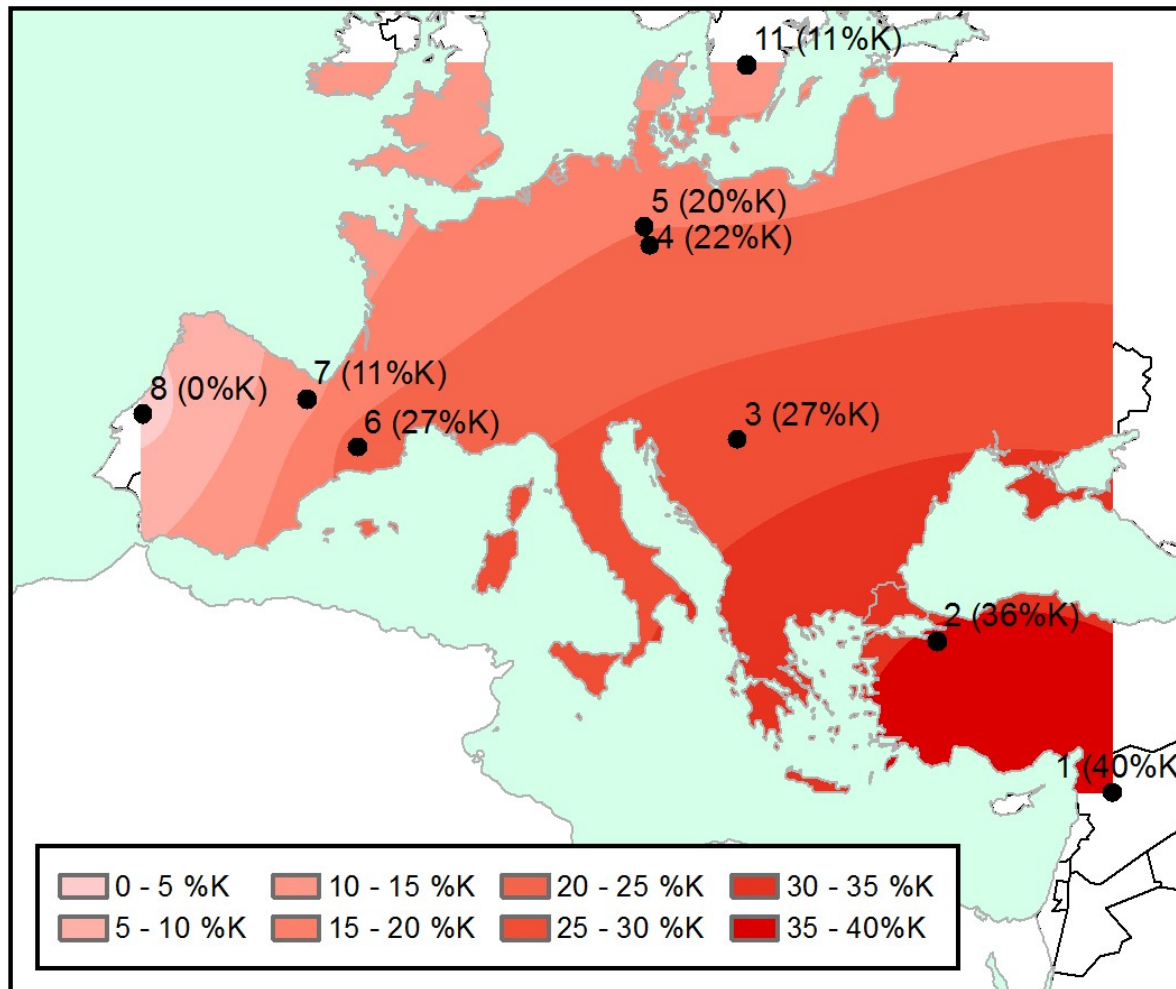 11 (11%K)
5 (20%K)
4 (22%K)
7 (11%K)
8 (0%K)
6 (27%K)
3 (27%K)
2 (36%K)
1 (40%K
0 - 5 %K
10 - 15 %K
20 - 25 %K
30 - 35 %K
5 - 10 %K
15 - 20 %K
25 - 30 %K
35 - 40%K